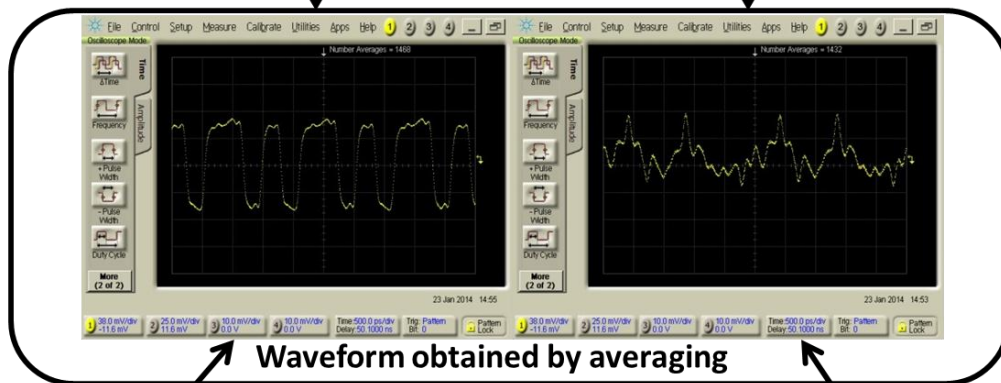 File Control Setup Measure Calibrate Utilities Apps Help 1 2 3 4
Oscilloscope Mode
Number Averages = 1468
Time
Amplitude
ΔTime
Frequency
+ Pulse
Width
- Pulse
Width
Duty Cycle
More
(2 of 2)
23 Jan 2014 14:55
1 38.0 mV/div 2 25.0 mV/div 3 10.0 mV/div 4 10.0 mV/div Time:500.0 ps/div Trig: Pattern Pattern
-11.6 mV 11.6 mV 0.0 V 0.0 V Delay:50.1000 ns Bit: 0 Lock
File Control Setup Measure Calibrate Utilities Apps Help 1 2 3 4
Oscilloscope Mode
Number Averages = 1432
Time
Amplitude
ΔTime
Frequency
+ Pulse
Width
- Pulse
Width
Duty Cycle
More
(2 of 2)
23 Jan 2014 14:53
1 38.0 mV/div 2 25.0 mV/div 3 10.0 mV/div 4 10.0 mV/div Time:500.0 ps/div Trig: Pattern Pattern
-11.6 mV 11.6 mV 0.0 V 0.0 V Delay:50.1000 ns Bit: 0 Lock
Waveform obtained by averaging